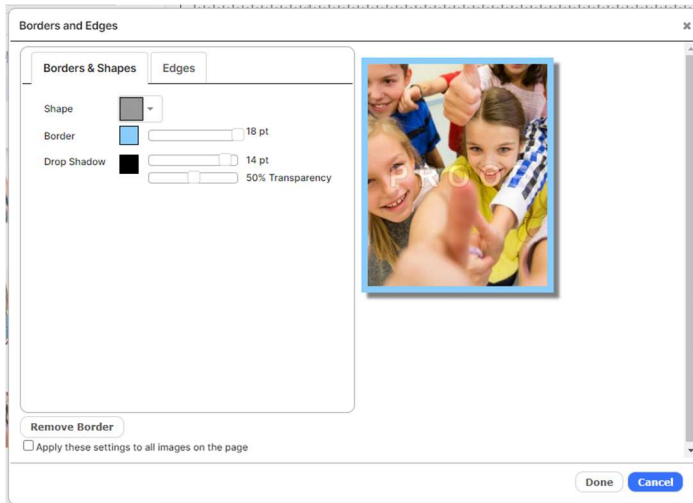 Borders and Edges
Borders & Shapes
Edges
Shape
Border
18 pt
Drop Shadow
14 pt
50% Transparency
Remove Border
Apply these settings to all images on the page
Done
Cancel